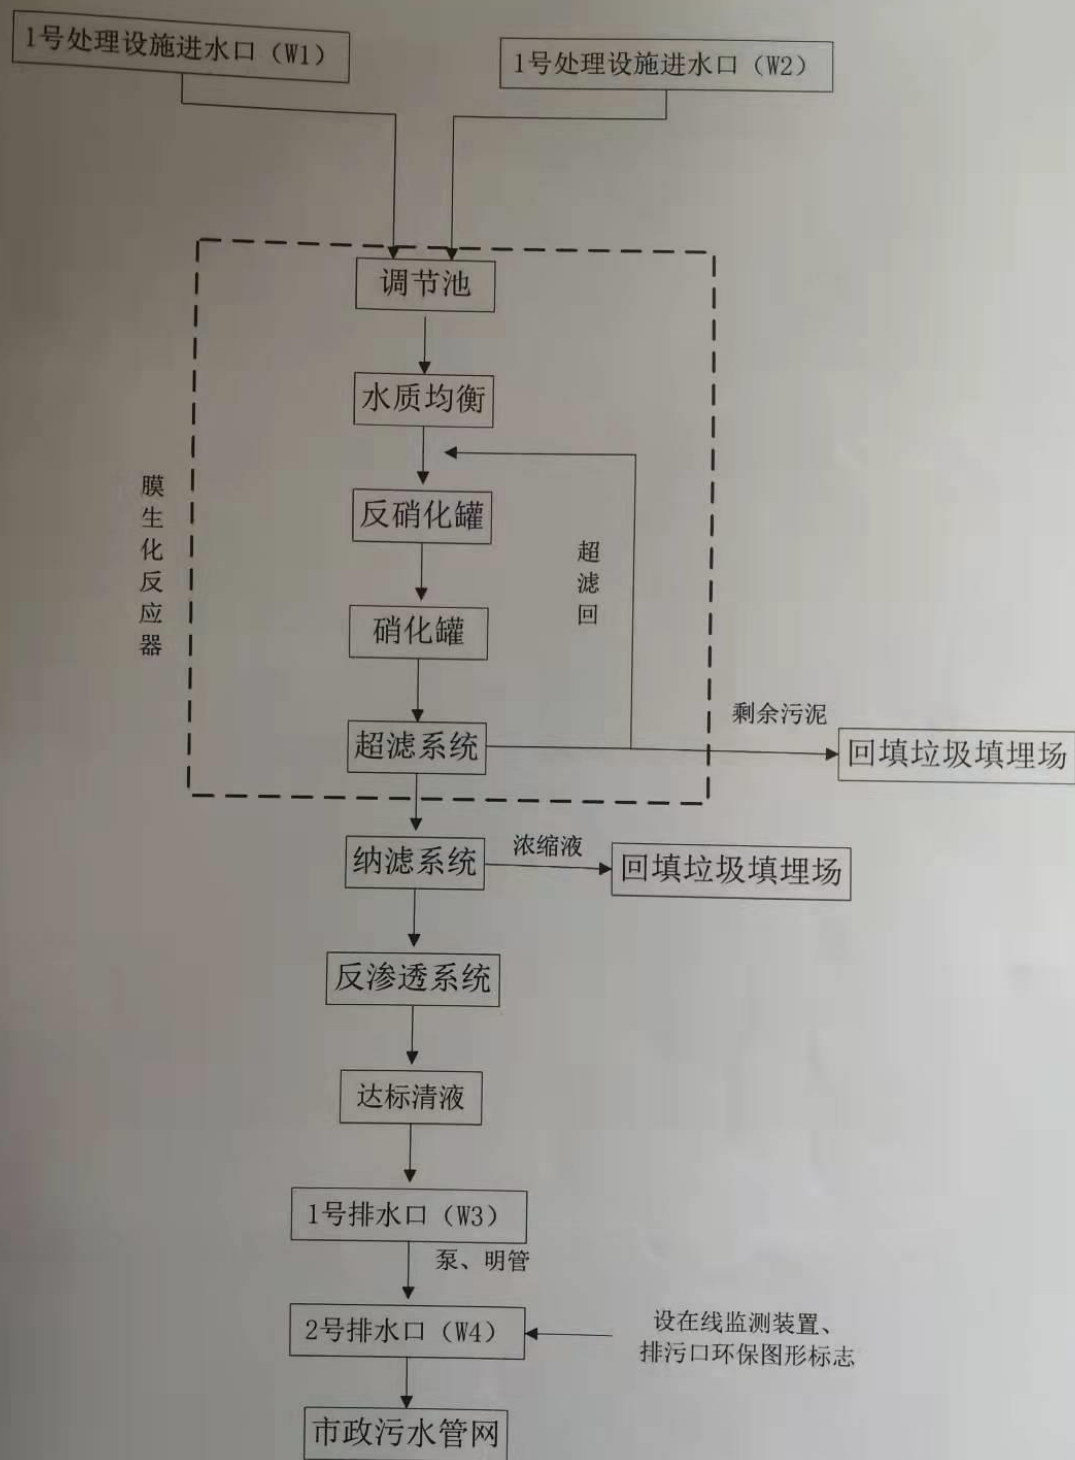 1号处理设施进水口（W1）
1号处理设施进水口（W2）
调节池
水质均衡
反硝化罐
硝化罐
超滤系统
膜生化反应器
超滤回
剩余污泥
回填垃圾填埋场
纳滤系统
浓缩液
回填垃圾填埋场
反渗透系统
达标清液
1号排水口（W3）
泵、明管
2号排水口（W4）
设在线监测装置、
排污口环保图形标志
市政污水管网